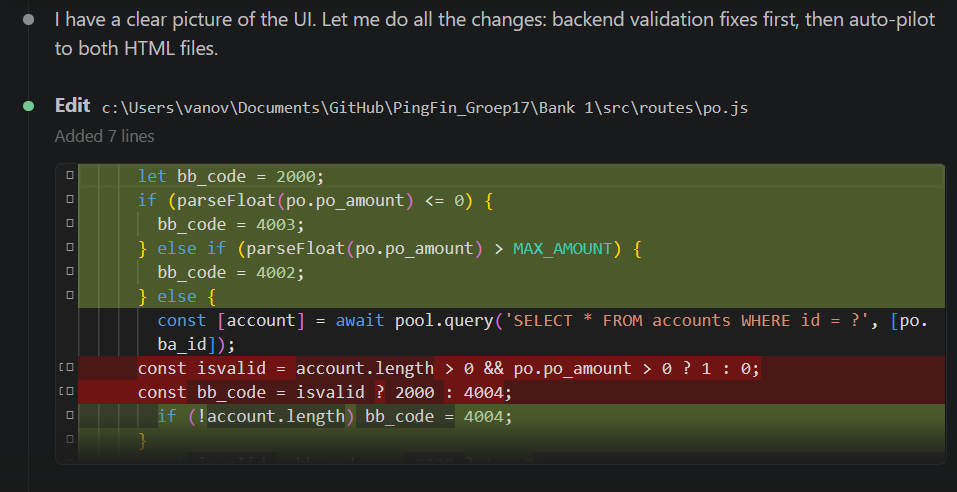 I have a clear picture of the UI. Let me do all the changes: backend validation fixes first, then auto-pilot
to both HTML files.
Edit c:\Users\vanov\Documents\GitHub\PingFin_Groep17\Bank 1\src\routes\po.js
Added 7 lines
let bb_code = 2000;
if (parseFloat(po.po_amount) <= 0) {
bb_code = 4003;
} else if (parseFloat(po.po_amount) > MAX_AMOUNT) {
bb_code = 4002;
} else {
const [account] = await pool.query('SELECT * FROM accounts WHERE id = ?', [po.
ba_id]);
const isvalid = account.length > 0 && po.po_amount > 0 ? 1 : 0;
const bb_code = isvalid ? 2000 : 4004;
if (!account.length) bb_code = 4004;
}